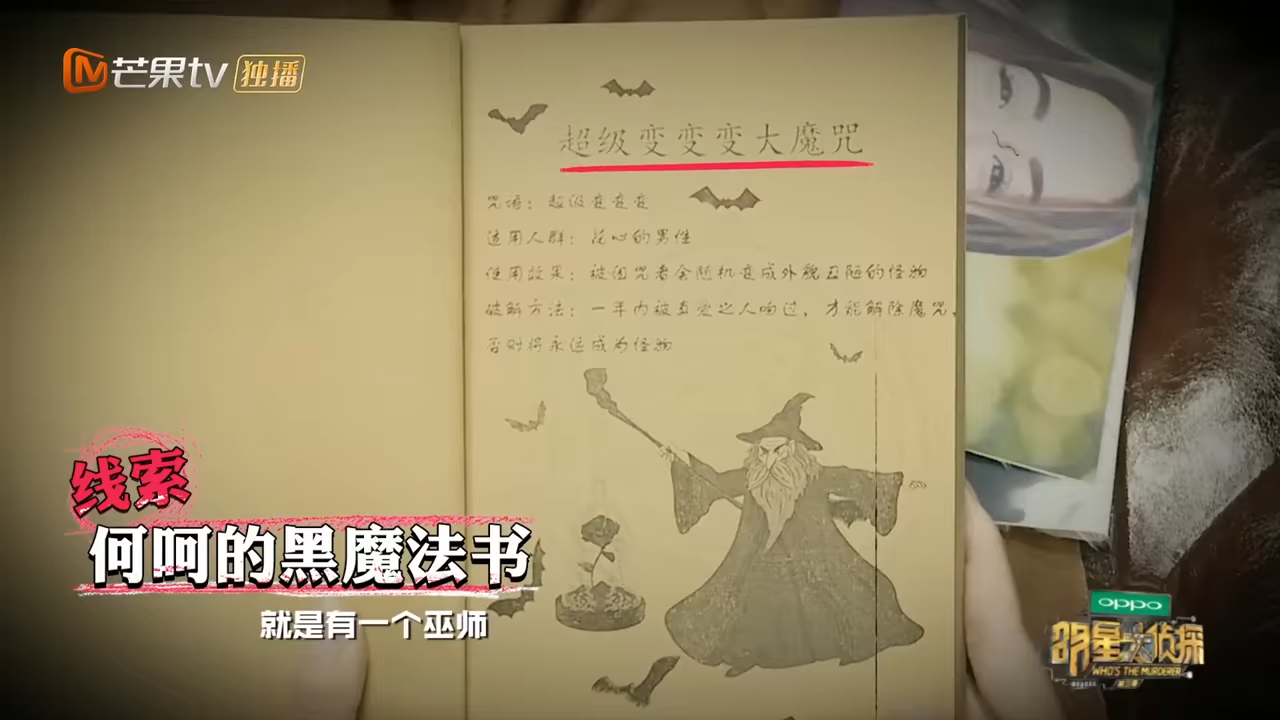 芒果tv 独播
超级变变变大魔咒
咒语：超级变变变
适用人群：花心的男性
使用效果：被困咒者会随机变成外貌丑陋的怪物
破解方法：一年内被真爱之人吻过，才能解除魔咒，
否则将永远成为怪物
线索
何呵的黑魔法书
就是有一个巫师
oppo
明星大侦探
WHO'S THE MURDERER